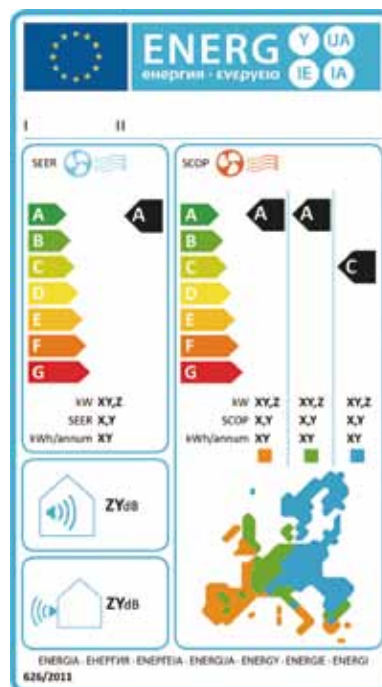 ENERG Y UA
енергия · ενεργεια IE IA
I II
SEER
A A
B
C
D
E
F
G
kW XY,Z
SEER X,Y
kWh/annum XY
SCOP
A A A
B
C C
D
E
F
G
kW XY,Z XY,Z XY,Z
SCOP X,Y X,Y X,Y
kWh/annum XY XY XY
ZYdB
ZYdB
ENERGIA · ЕНЕРГИЯ · ΕΝΕΡΓΕΙΑ · ENERGIJA · ENERGY · ENERGIE · ENERGI
626/2011